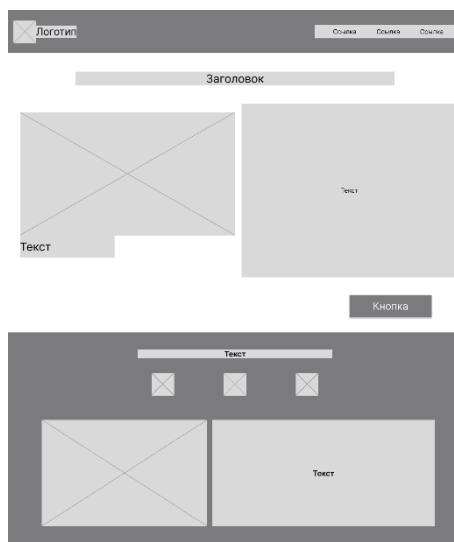 Логотип
Ссылка Ссылка Ссылка
Заголовок
Текст
Текст
Кнопка
Текст
Текст